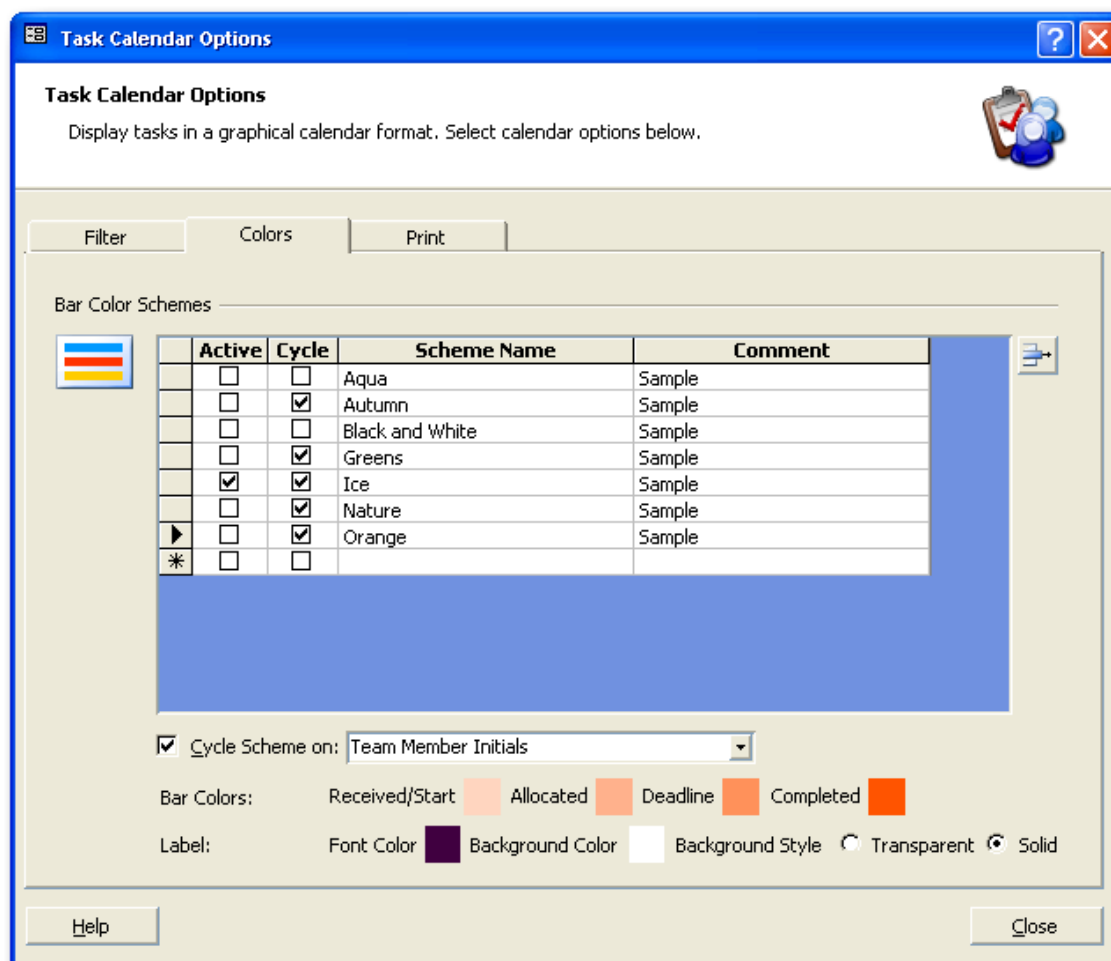 Task Calendar Options
Task Calendar Options
Display tasks in a graphical calendar format. Select calendar options below.
Filter Colors Print
Bar Color Schemes
Active Cycle Scheme Name Comment
Aqua Sample
Autumn Sample
Black and White Sample
Greens Sample
Ice Sample
Nature Sample
Orange Sample
Cycle Scheme on: Team Member Initials
Bar Colors: Received/Start Allocated Deadline Completed
Label: Font Color Background Color Background Style Transparent Solid
Help Close